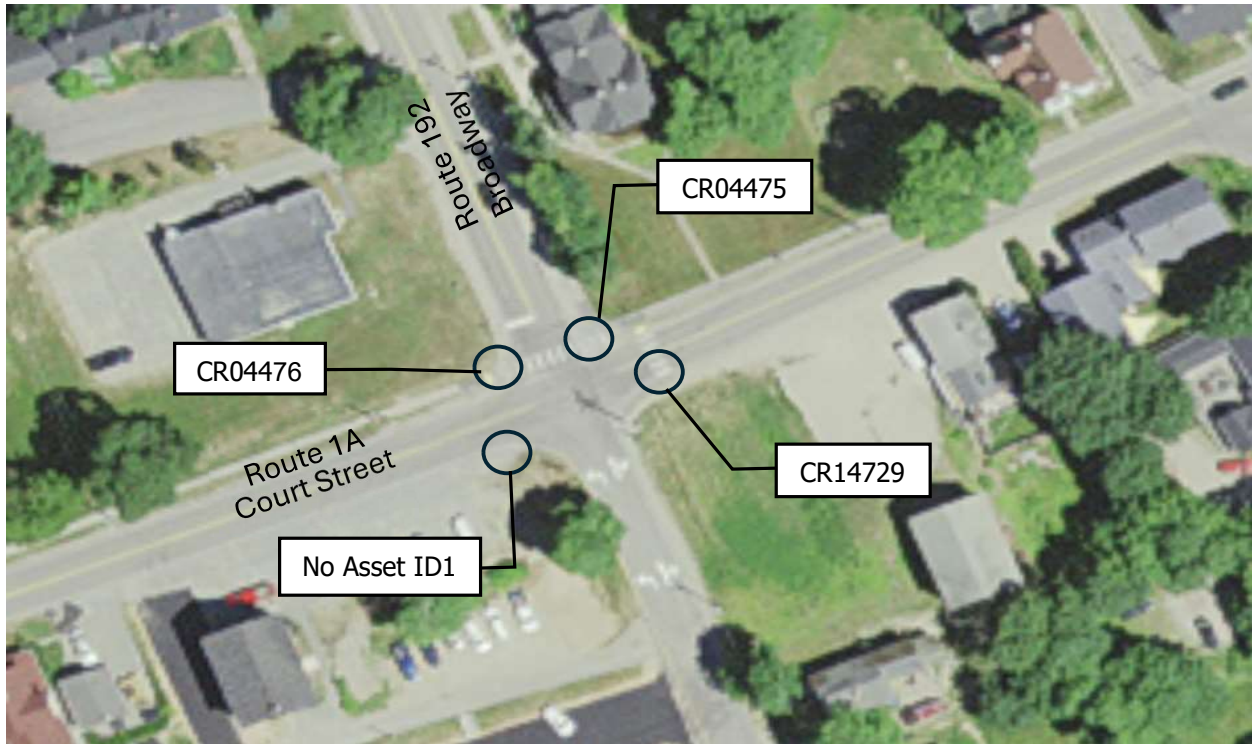 Route 192
Broadway
CR04475
CR04476
Route 1A
Court Street
CR14729
No Asset ID1